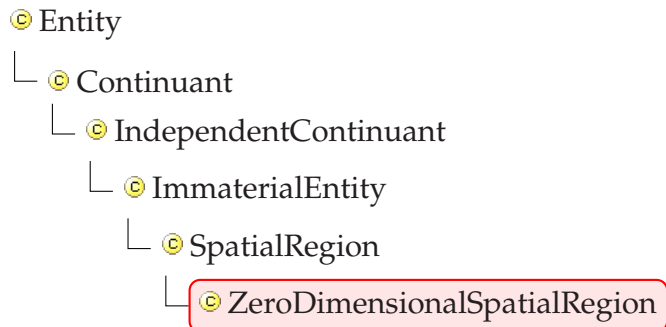 Entity
Continuant
IndependentContinuant
ImmaterialEntity
SpatialRegion
ZeroDimensionalSpatialRegion